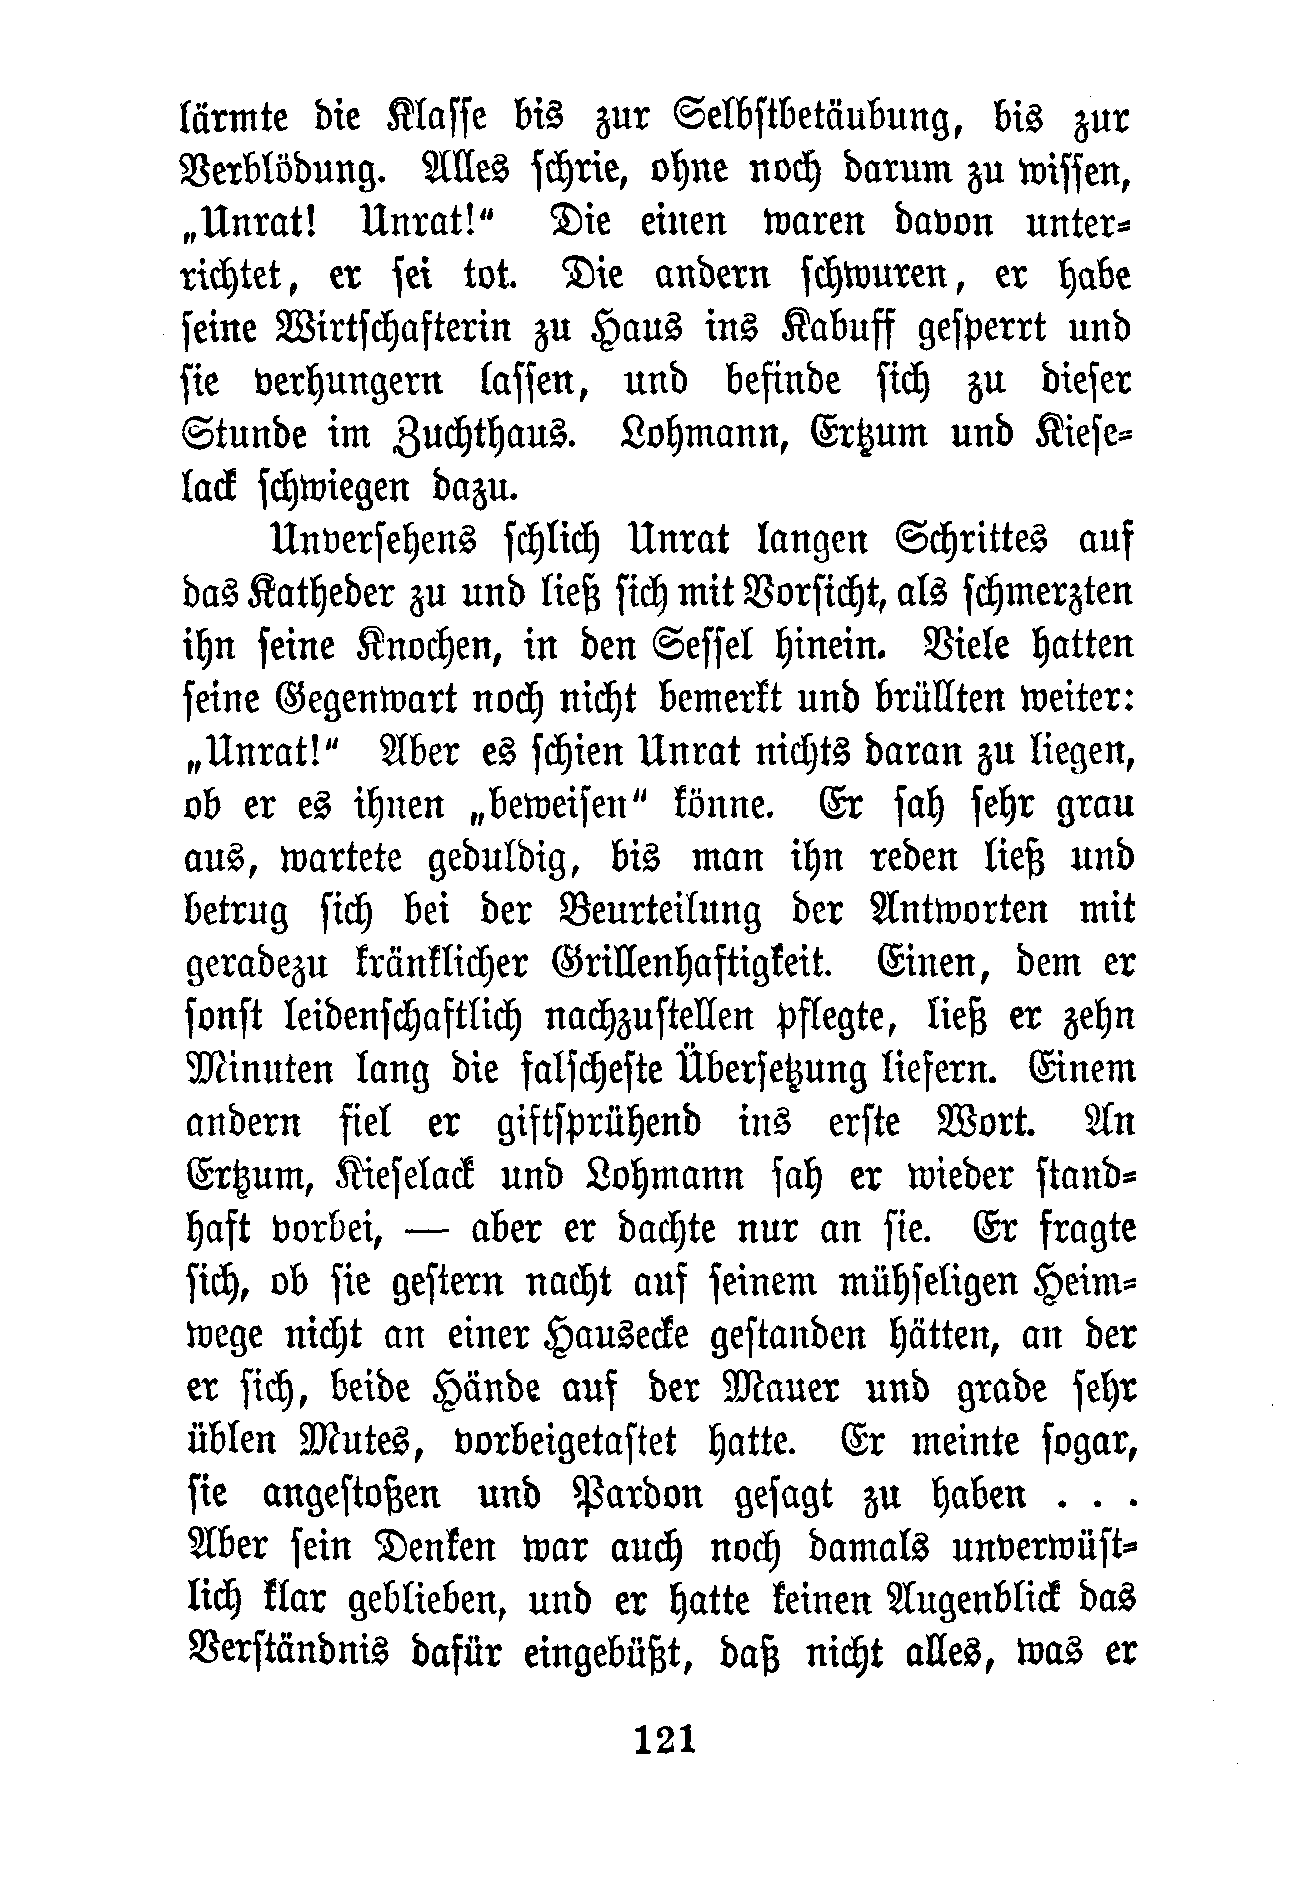 lärmte die Klaſſe bis zur Selbſtbetäubung, bis zur
Verblödung. Alles ſchrie, ohne noch darum zu wiſſen,
„Unrat! Unrat!“ Die einen waren davon unter-
richtet, er ſei tot. Die andern ſchwuren, er habe
ſeine Wirtſchafterin zu Haus ins Kabuff geſperrt und
ſie verhungern laſſen, und befinde ſich zu dieſer
Stunde im Zuchthaus. Lohmann, Ertzum und Kieſe-
lack ſchwiegen dazu.
Unverſehens ſchlich Unrat langen Schrittes auf
das Katheder zu und ließ ſich mit Vorſicht, als ſchmerzten
ihn ſeine Knochen, in den Seſſel hinein. Viele hatten
ſeine Gegenwart noch nicht bemerkt und brüllten weiter:
„Unrat!“ Aber es ſchien Unrat nichts daran zu liegen,
ob er es ihnen „beweiſen“ könne. Er ſah ſehr grau
aus, wartete geduldig, bis man ihn reden ließ und
betrug ſich bei der Beurteilung der Antworten mit
geradezu kränklicher Grillenhaftigkeit. Einen, dem er
ſonſt leidenſchaftlich nachzuſtellen pflegte, ließ er zehn
Minuten lang die falſcheſte Überſetzung liefern. Einem
andern fiel er giftſprühend ins erſte Wort. An
Ertzum, Kieſelack und Lohmann ſah er wieder ſtand-
haft vorbei, — aber er dachte nur an ſie. Er fragte
ſich, ob ſie geſtern nacht auf ſeinem mühſeligen Heim-
wege nicht an einer Hausecke geſtanden hätten, an der
er ſich, beide Hände auf der Mauer und grade ſehr
üblen Mutes, vorbeigetaſtet hatte. Er meinte ſogar,
ſie angeſtoßen und Pardon geſagt zu haben . . .
Aber ſein Denken war auch noch damals unverwüſt-
lich klar geblieben, und er hatte keinen Augenblick das
Verſtändnis dafür eingebüßt, daß nicht alles, was er
121